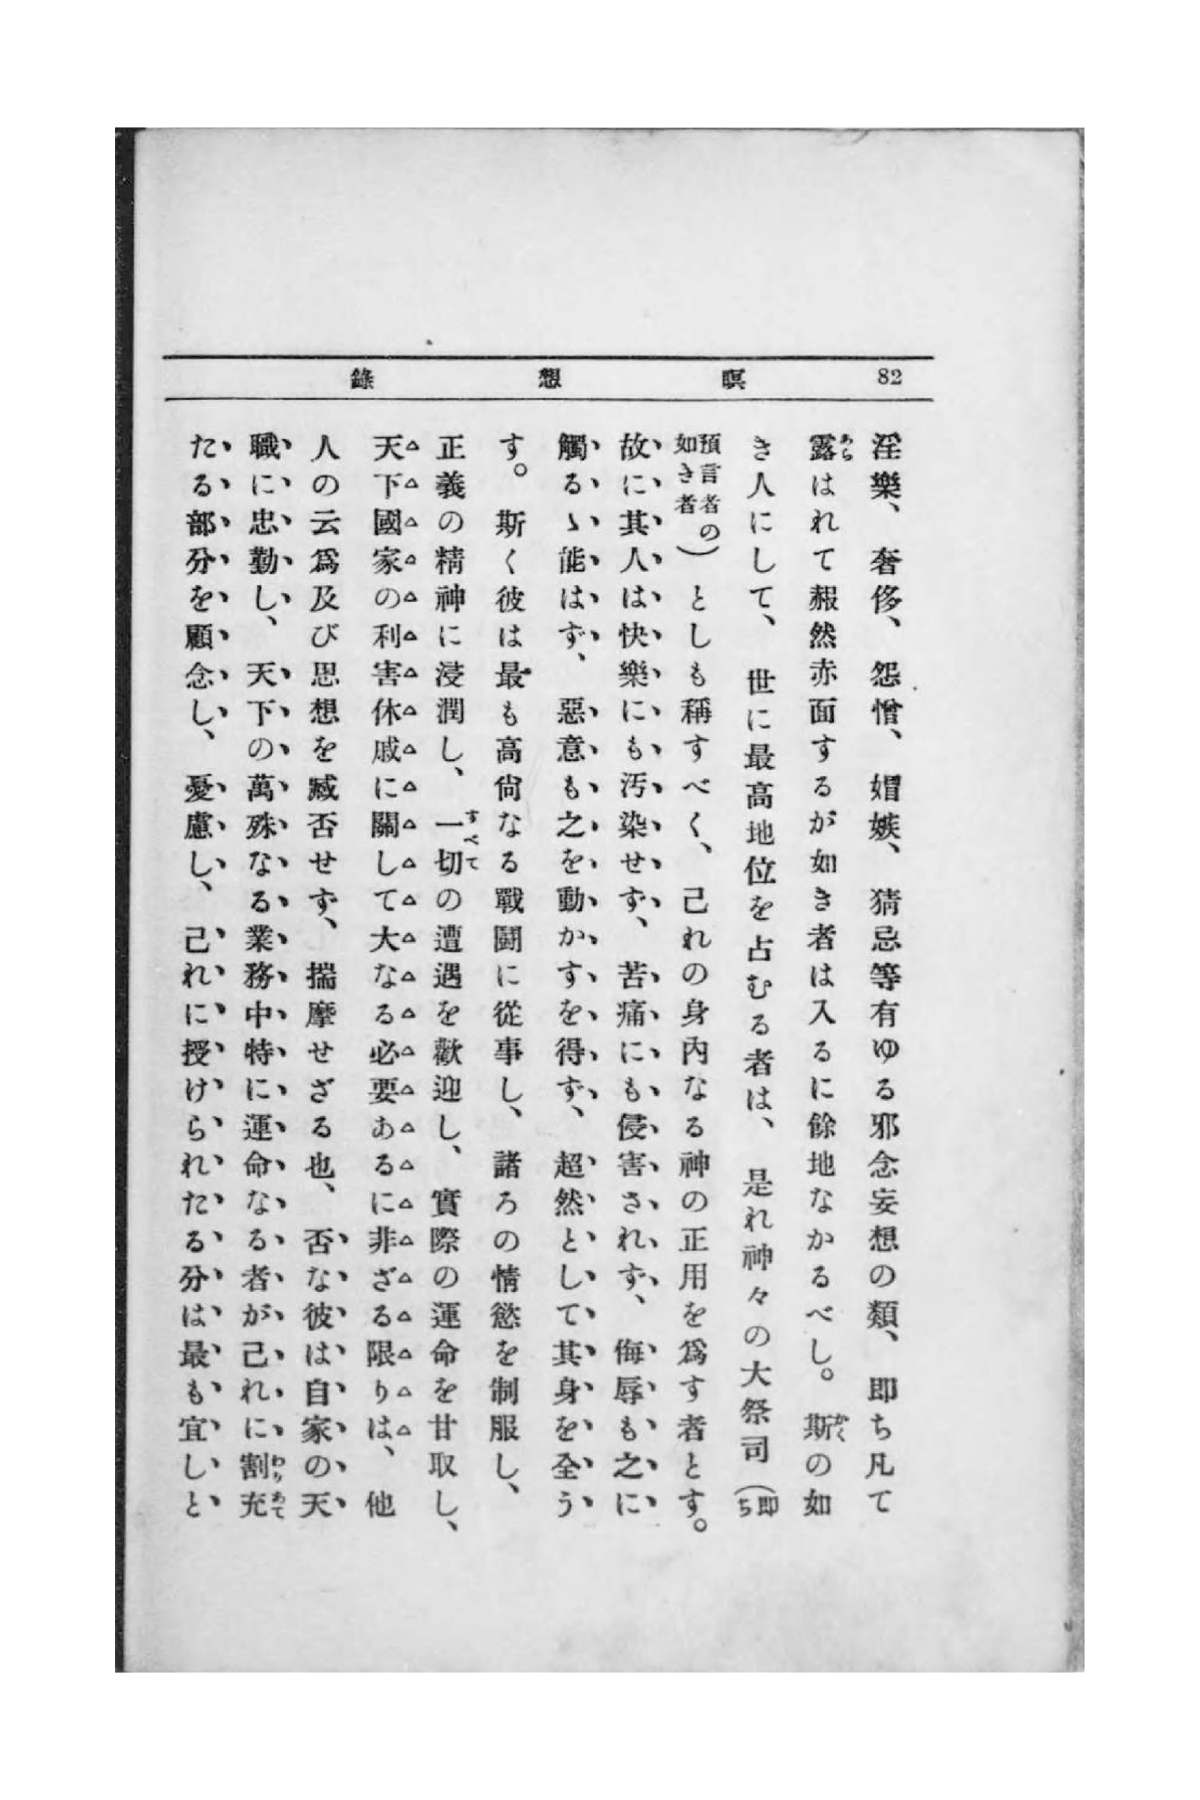 82 瞑想錄
淫樂、奢侈、怨憎、媢嫉、猜忌等有ゆる邪念妄想の類、即ち凡て
露はれて赧然赤面するが如き者は入るに餘地なかるべし。斯の如
き人にして、世に最高地位を占むる者は、是れ神々の大祭司(即ち
預言者の如き者)としも稱すべく、己れの身內なる神の正用を爲す者とす。
故に其人は快樂にも汚染せず、苦痛にも侵害されず、侮辱も之に
觸るゝ能はず、惡意も之を動かすを得ず、超然として其身を全う
す。斯く彼は最も高尙なる戰鬪に從事し、諸ろの情慾を制服し、
正義の精神に浸潤し、一切の遭遇を歡迎し、實際の運命を甘取し、
天下國家の利害休戚に關して大なる必要あるに非ざる限りは、他
人の云爲及び思想を臧否せず、揣摩せざる也、否な彼は自家の天
職に忠勤し、天下の萬殊なる業務中特に運命なる者が己れに割充
たる部分を顧念し、憂慮し、己れに授けられたる分は最も宜しと